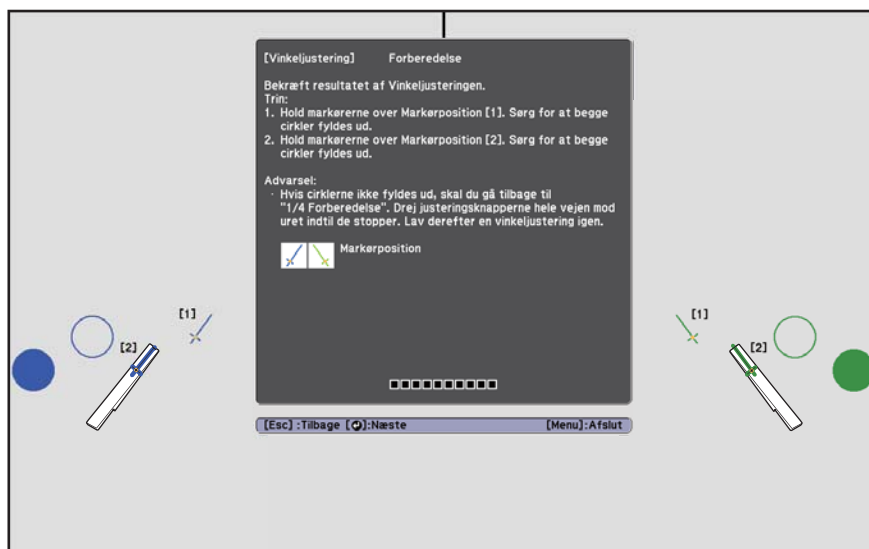 [Vinkeljustering] Forberedelse
Bekræft resultatet af Vinkeljusteringen.
Trin:
1. Hold markørerne over Markørposition [1]. Sørg for at begge
cirkler fyldes ud.
2. Hold markørerne over Markørposition [2]. Sørg for at begge
cirkler fyldes ud.
Advarsel:
· Hvis cirklerne ikke fyldes ud, skal du gå tilbage til
"1/4 Forberedelse". Drej justeringsknapperne hele vejen mod
uret indtil de stopper. Lav derefter en vinkeljustering igen.
Markørposition
[1]
[2]
[1]
[2]
[Esc] :Tilbage [⏎]:Næste [Menu]:Afslut